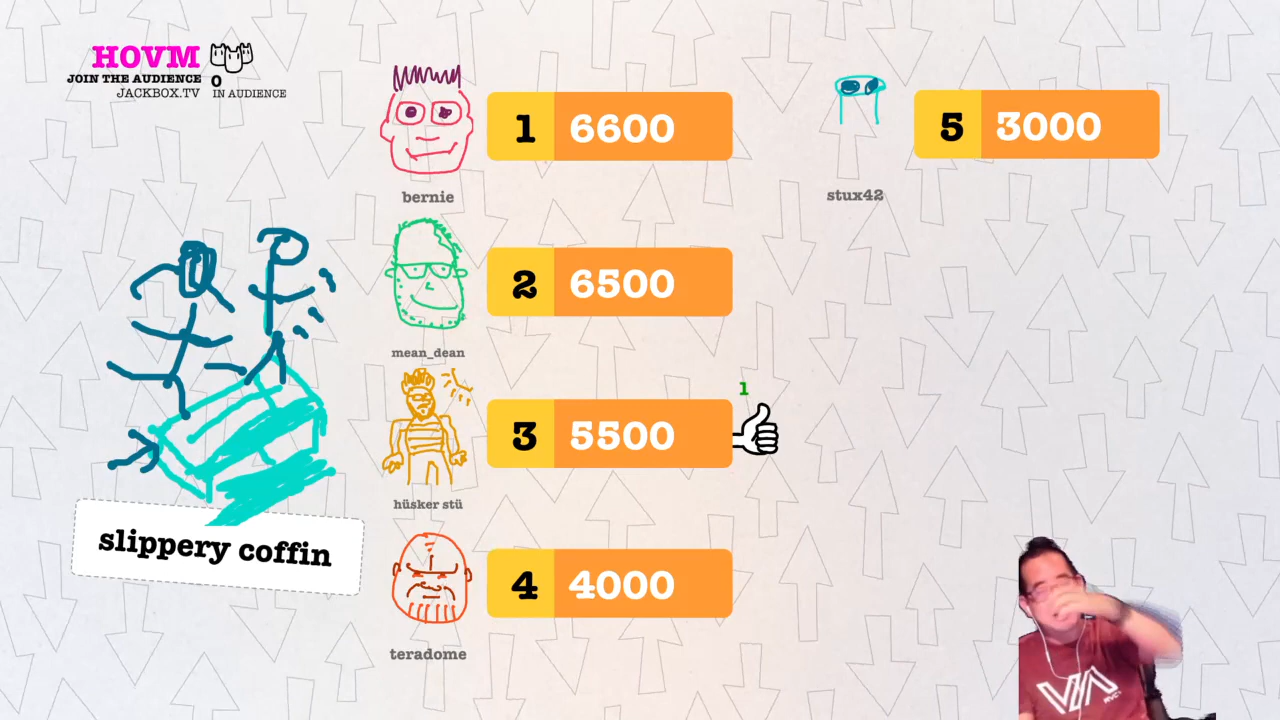 HOVM
JOIN THE AUDIENCE
JACKBOX.TV
0
IN AUDIENCE
slippery coffin
1 6600
bernie
2 6500
mean_dean
3 5500
1
hüsker stü
4 4000
teradome
5 3000
stux42